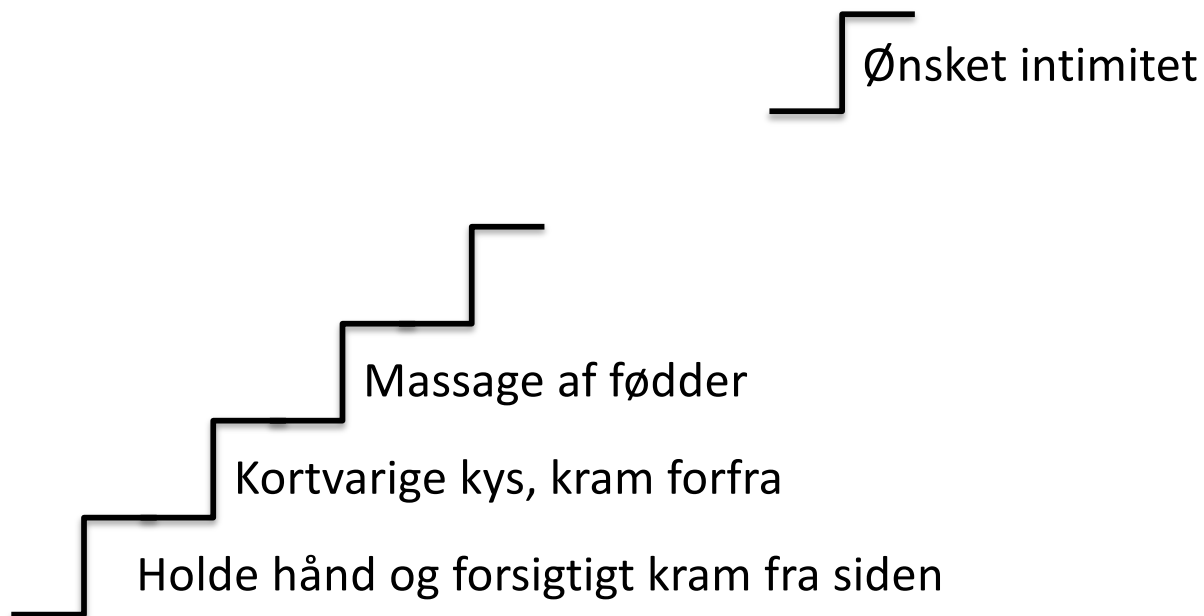 Ønsket intimitet
Massage af fødder
Kortvarige kys, kram forfra
Holde hånd og forsigtigt kram fra siden